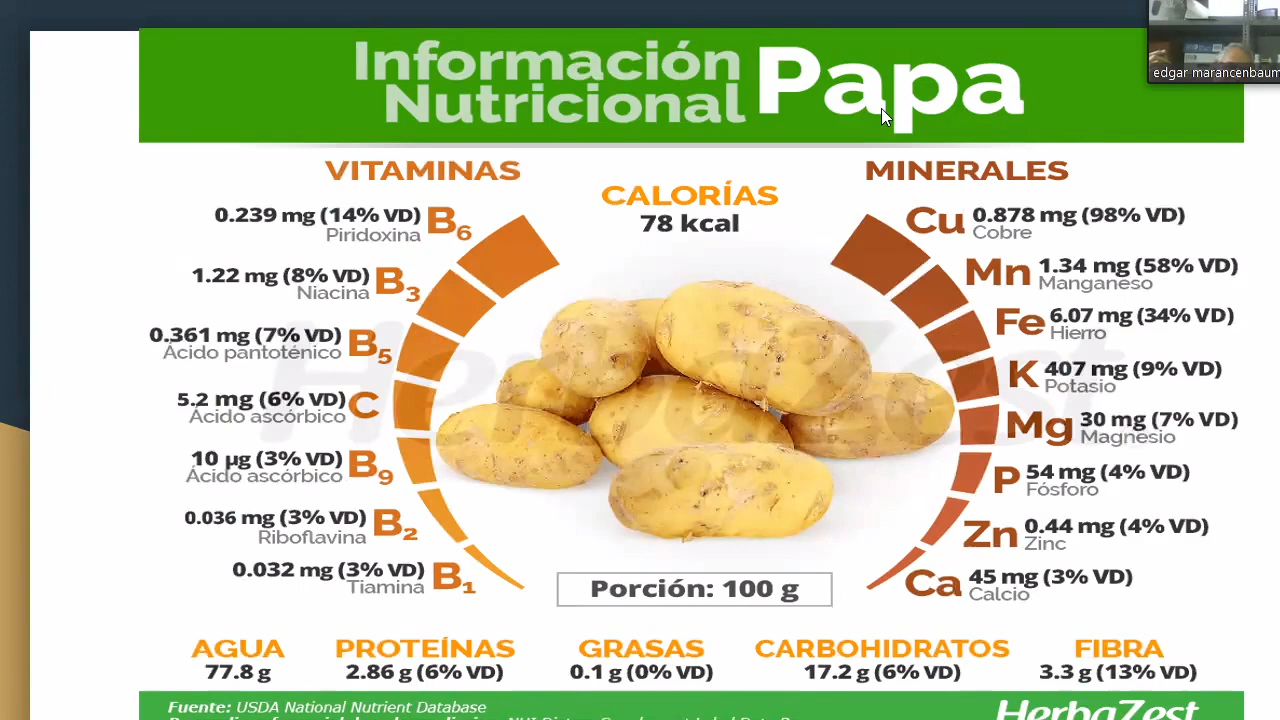 Información
Nutricional
Papa
edgar marancenbaum
VITAMINAS
0.239 mg (14% VD) B6
Piridoxina
1.22 mg (8% VD) B3
Niacina
0.361 mg (7% VD) B5
Ácido pantoténico
5.2 mg (6% VD) C
Ácido ascórbico
10 µg (3% VD) B9
Ácido ascórbico
0.036 mg (3% VD) B2
Riboflavina
0.032 mg (3% VD) B1
Tiamina
CALORÍAS
78 kcal
HerbaZest
Porción: 100 g
MINERALES
Cu 0.878 mg (98% VD)
Cobre
Mn 1.34 mg (58% VD)
Manganeso
Fe 6.07 mg (34% VD)
Hierro
K 407 mg (9% VD)
Potasio
Mg 30 mg (7% VD)
Magnesio
P 54 mg (4% VD)
Fósforo
Zn 0.44 mg (4% VD)
Zinc
Ca 45 mg (3% VD)
Calcio
AGUA
77.8 g
PROTEÍNAS
2.86 g (6% VD)
GRASAS
0.1 g (0% VD)
CARBOHIDRATOS
17.2 g (6% VD)
FIBRA
3.3 g (13% VD)
Fuente: USDA National Nutrient Database
HerbaZest